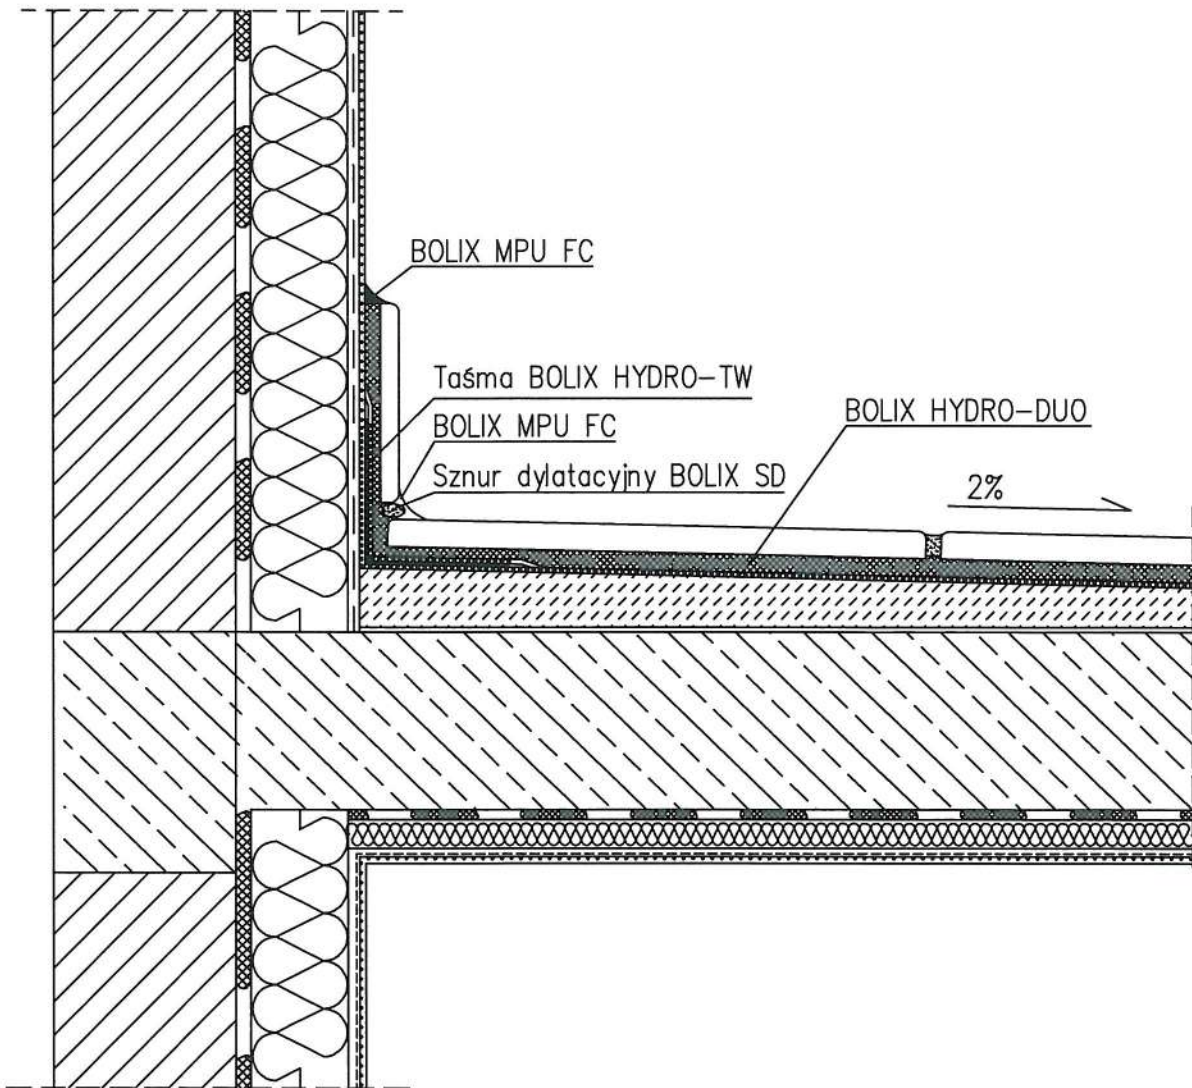 BOLIX MPU FC
Taśma BOLIX HYDRO-TW
BOLIX HYDRO-DUO
BOLIX MPU FC
Sznur dylatacyjny BOLIX SD
2%